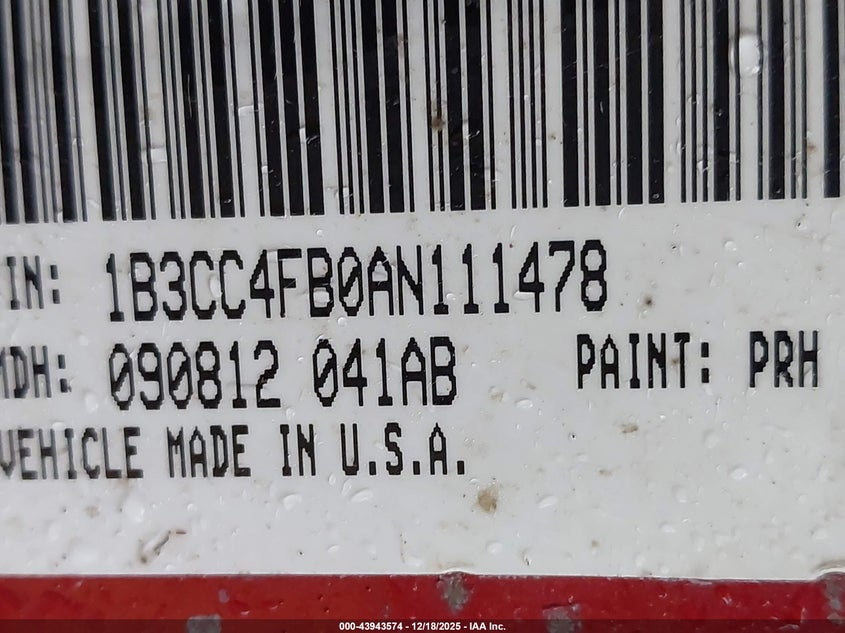 IN: 1B3CC4FB0AN111478
MDH: 090812 041AB PAINT: PRH
VEHICLE MADE IN U.S.A.
000-43943574 - 12/18/2025 - IAA Inc.